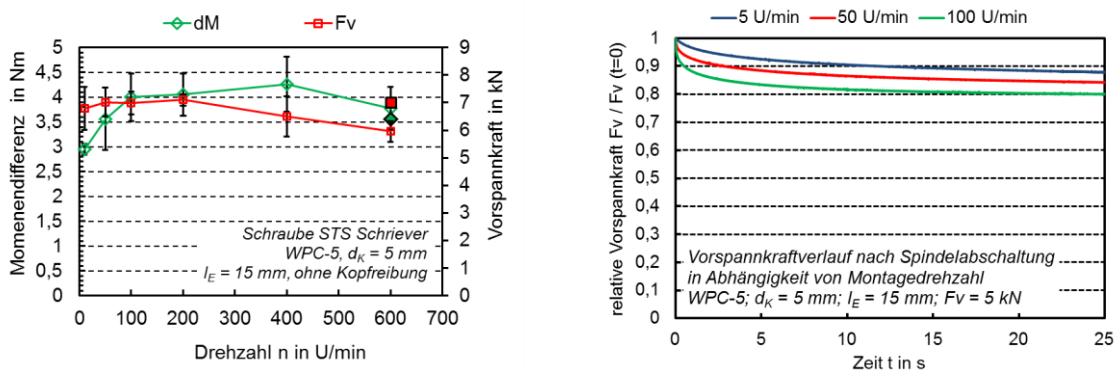 dM Fv
Momenendifferenz in Nm
5
4,5
4
3,5
3
2,5
2
1,5
1
0,5
0
Schraube STS Schriever
WPC-5, dK = 5 mm
lE = 15 mm, ohne Kopfreibung
0 100 200 300 400 500 600 700
Drehzahl n in U/min
9
8
7
6
5
4
3
2
1
0
Vorspannkraft in kN
5 U/min 50 U/min 100 U/min
relative Vorspannkraft Fv / Fv (t=0)
1
0,9
0,8
0,7
0,6
0,5
0,4
0,3
0,2
0,1
0
Vorspannkraftverlauf nach Spindelabschaltung
in Abhängigkeit von Montagedrehzahl
WPC-5; dK = 5 mm; lE = 15 mm; Fv = 5 kN
0 5 10 15 20 25
Zeit t in s